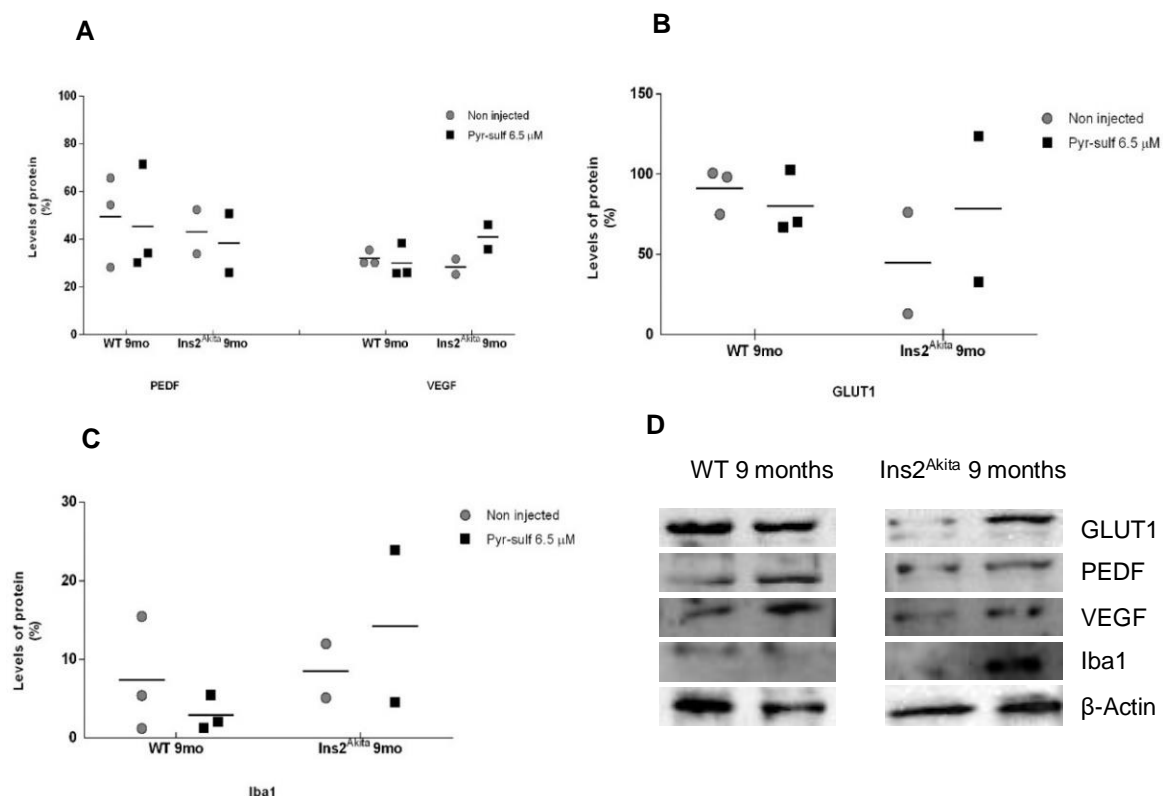 A
100
80
60
40
20
0
Levels of protein
(%)
Non injected
Pyr-sulf 6.5 μM
WT 9mo
Ins2Akita 9mo
WT 9mo
Ins2Akita 9mo
PEDF
VEGF
B
150
100
50
0
Levels of protein
(%)
Non injected
Pyr-sulf 6.5 μM
WT 9mo
Ins2Akita 9mo
GLUT1
C
30
20
10
0
Levels of protein
(%)
Non injected
Pyr-sulf 6.5 μM
WT 9mo
Ins2Akita 9mo
Iba1
D
WT 9 months
Ins2Akita 9 months
GLUT1
PEDF
VEGF
Iba1
β-Actin